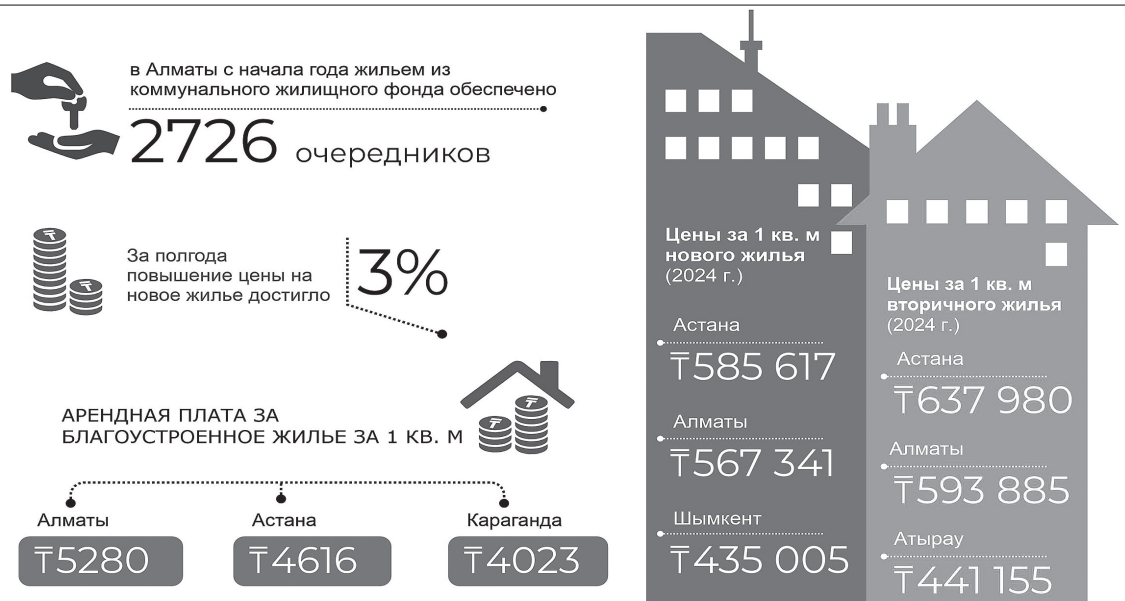 в Алматы с начала года жильем из
коммунального жилищного фонда обеспечено
2726 очередников
За полгода
повышение цены на
новое жилье достигло
3%
АРЕНДНАЯ ПЛАТА ЗА
БЛАГОУСТРОЕННОЕ ЖИЛЬЕ ЗА 1 КВ. М
Алматы
₸5280
Астана
₸4616
Караганда
₸4023
Цены за 1 кв. м
нового жилья
(2024 г.)
Астана
₸585 617
Алматы
₸567 341
Шымкент
₸435 005
Цены за 1 кв. м
вторичного жилья
(2024 г.)
Астана
₸637 980
Алматы
₸593 885
Атырау
₸441 155